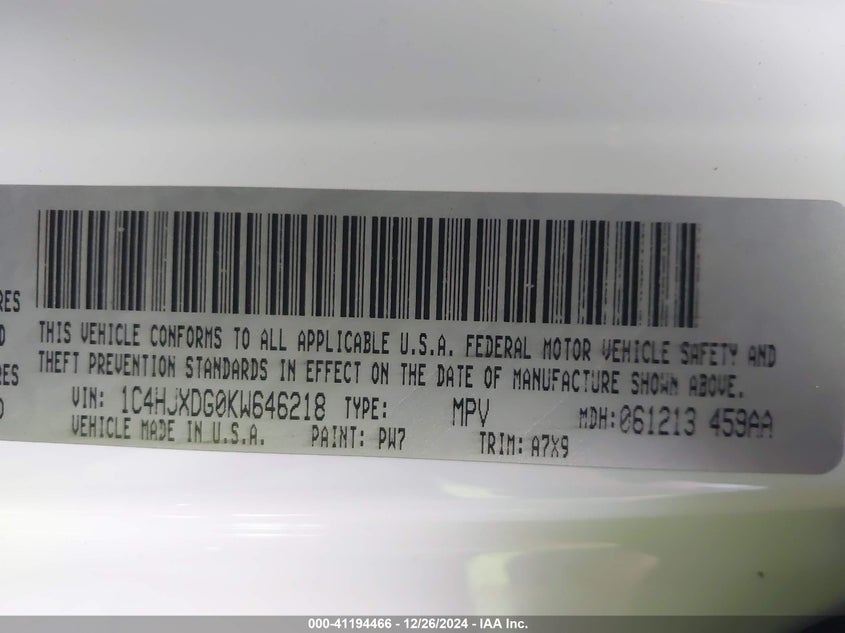 RES
THIS VEHICLE CONFORMS TO ALL APPLICABLE U.S.A. FEDERAL MOTOR VEHICLE SAFETY AND
THEFT PREVENTION STANDARDS IN EFFECT ON THE DATE OF MANUFACTURE SHOWN ABOVE.
RES
VIN: 1C4HJXDG0KW646218 TYPE: MPV MDH: 061213 459AA
VEHICLE MADE IN U.S.A. PAINT: PW7 TRIM: A7X9
000-41194466 - 12/26/2024 - IAA Inc.